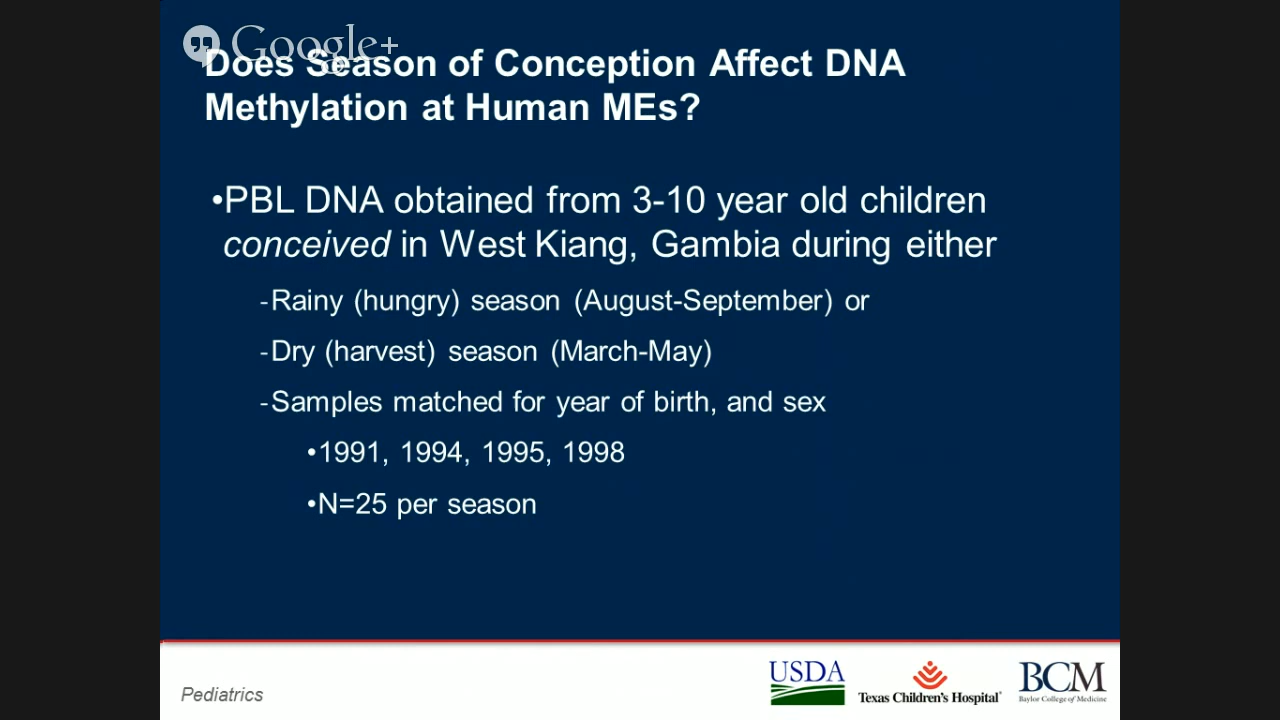 Google+
Does Season of Conception Affect DNA
Methylation at Human MEs?
•PBL DNA obtained from 3-10 year old children
conceived in West Kiang, Gambia during either
-Rainy (hungry) season (August-September) or
-Dry (harvest) season (March-May)
-Samples matched for year of birth, and sex
•1991, 1994, 1995, 1998
•N=25 per season
Pediatrics
USDA
Texas Children's Hospital
BCM
Baylor College of Medicine